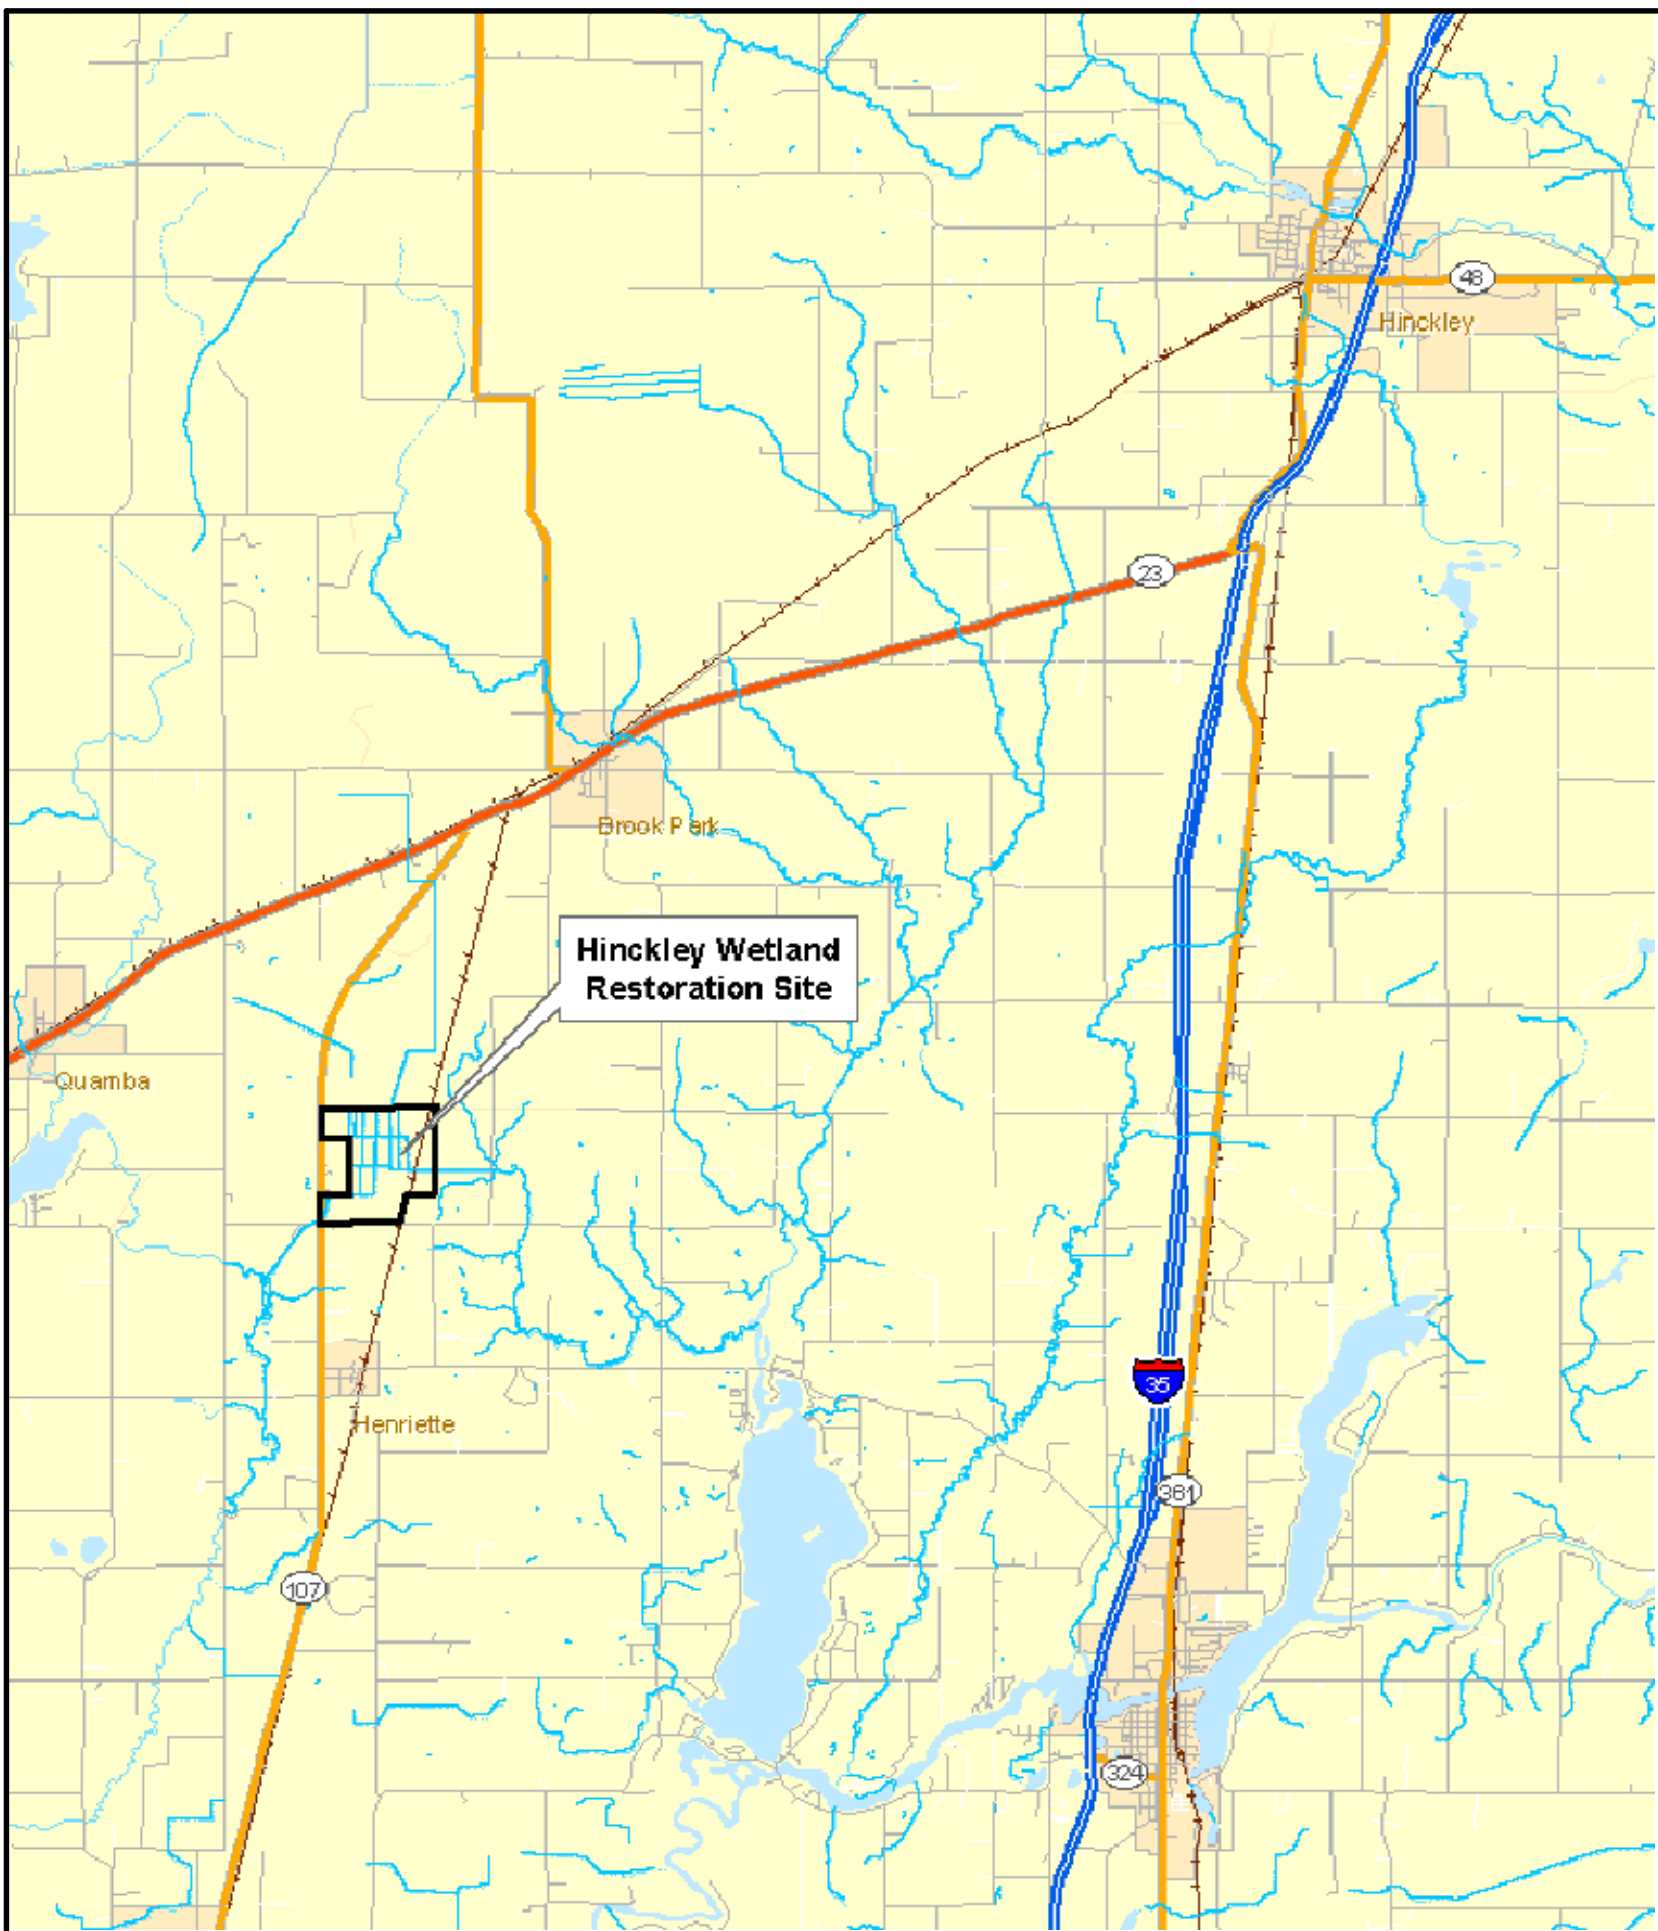 48
Hinckley
23
Brook Park
Hinckley Wetland
Restoration Site
Quamba
35
Henriette
361
107
324